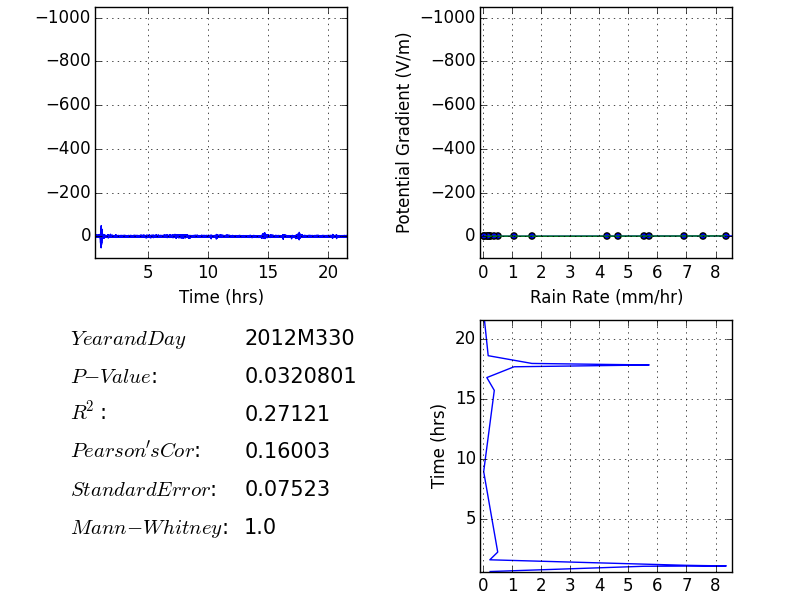 −1000
−800
−600
−400
−200
0
5 10 15 20
Time (hrs)
Potential Gradient (V/m)
−1000
−800
−600
−400
−200
0
0 1 2 3 4 5 6 7 8
Rain Rate (mm/hr)
YearandDay 2012M330
P−Value: 0.0320801
R²: 0.27121
Pearson'sCor: 0.16003
StandardError: 0.07523
Mann−Whitney: 1.0
Time (hrs)
20
15
10
5
0 1 2 3 4 5 6 7 8